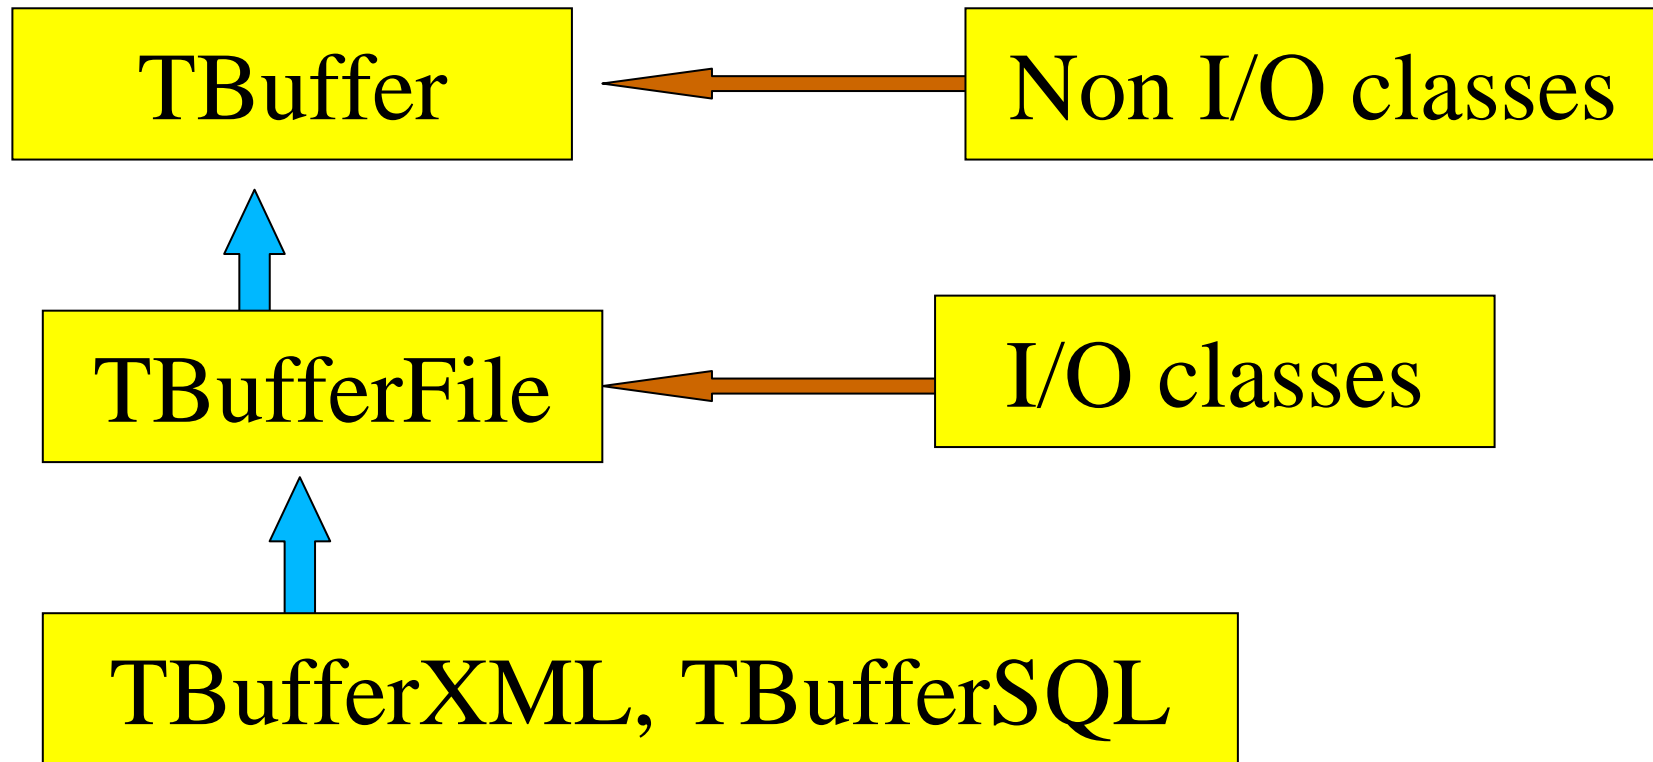 TBuffer
Non I/O classes
TBufferFile
I/O classes
TBufferXML, TBufferSQL